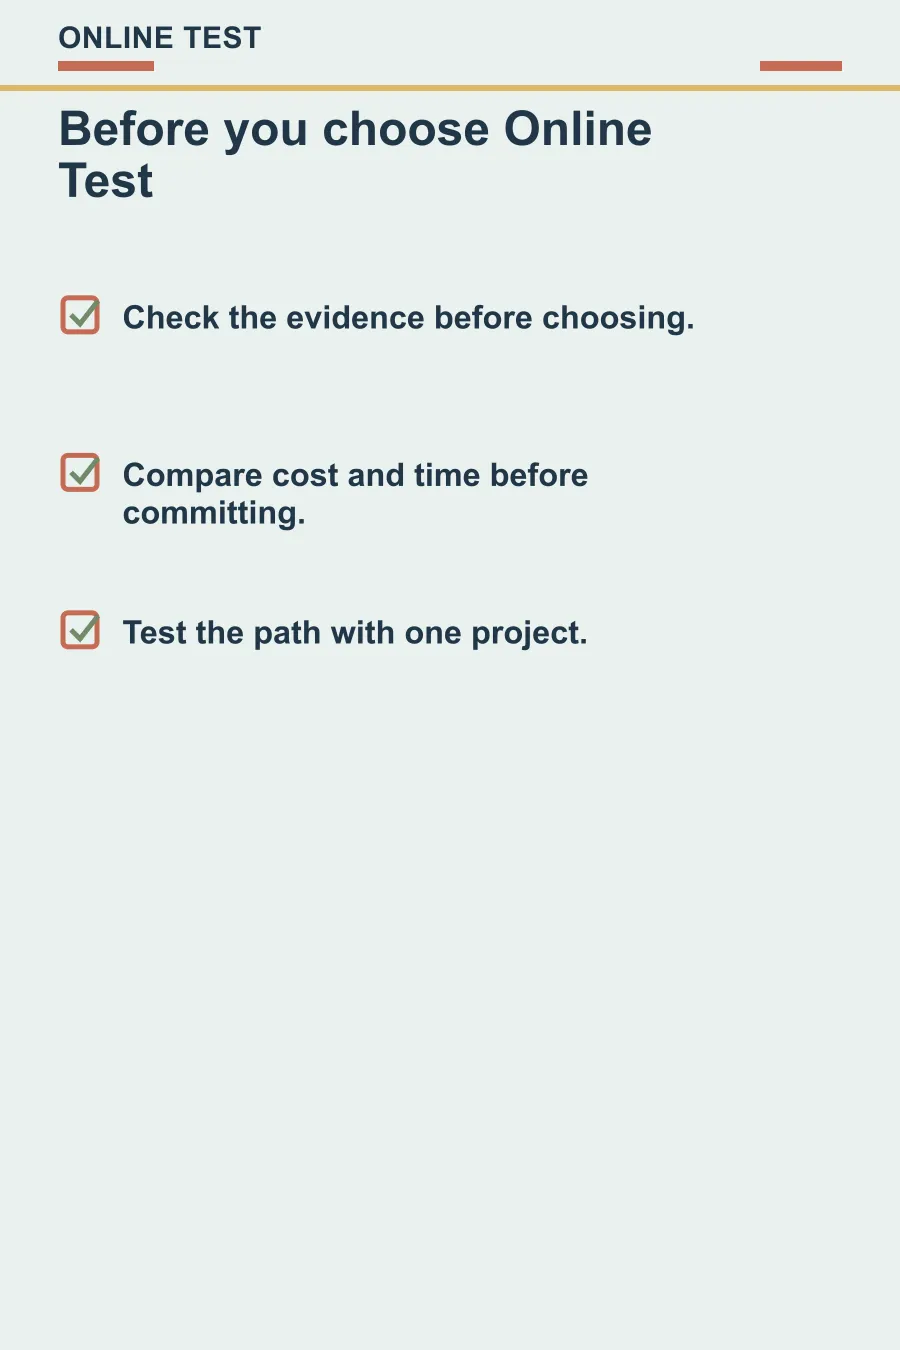 ONLINE TEST
Before you choose Online
Test
Check the evidence before choosing.
Compare cost and time before
committing.
Test the path with one project.